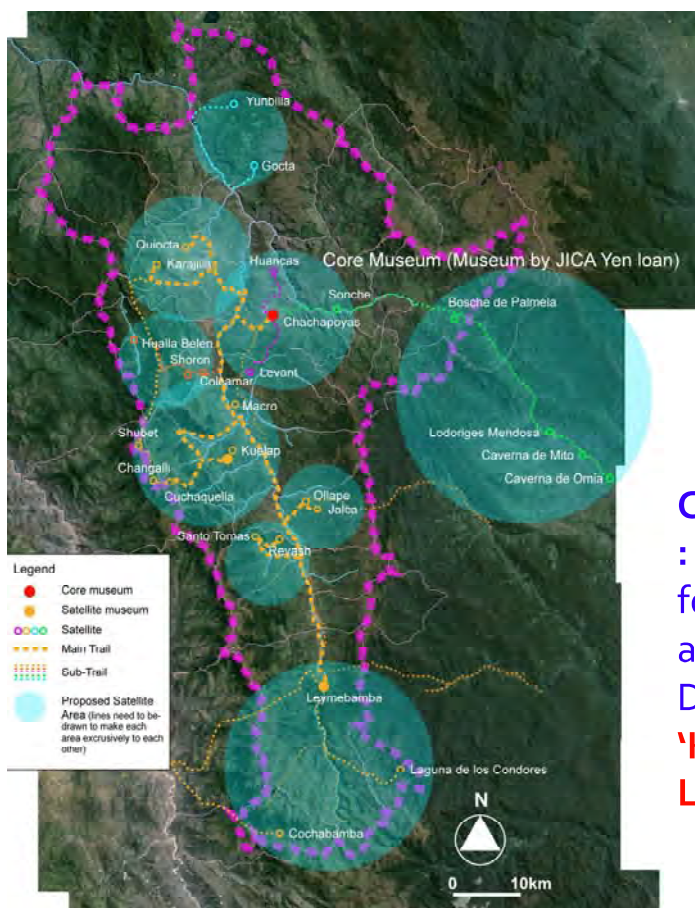 Yunbilla
Gocta
Quiocta
Karajilla
Huancas
Core Museum (Museum by JICA Yen loan)
Sonche
Bosche de Palmela
Chachapoyas
Hualla Belen
Shoron
Colcamar
Levant
Macro
Shubet
Kuelap
Lodoriges Mendosa
Changalli
Caverna de Mito
Cuchaquella
Caverna de Omia
Ollape
Jalca
Santo Tomas
Revash
Legend
Core museum
Satellite museum
Satellite
Main Trail
Sub-Trail
Proposed Satellite
Area (lines need to be
drawn to make each
area excrusively to each
other)
Leymebamba
Laguna de los Condores
Cochabamba
N
0 10km
: